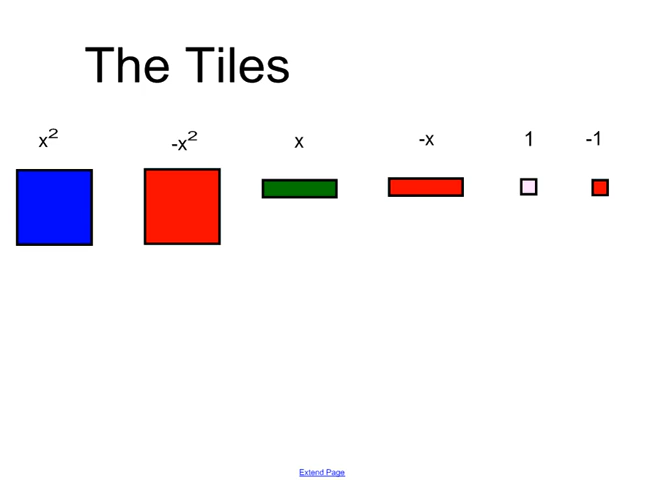 The Tiles
x² -x² x -x 1 -1
Extend Page